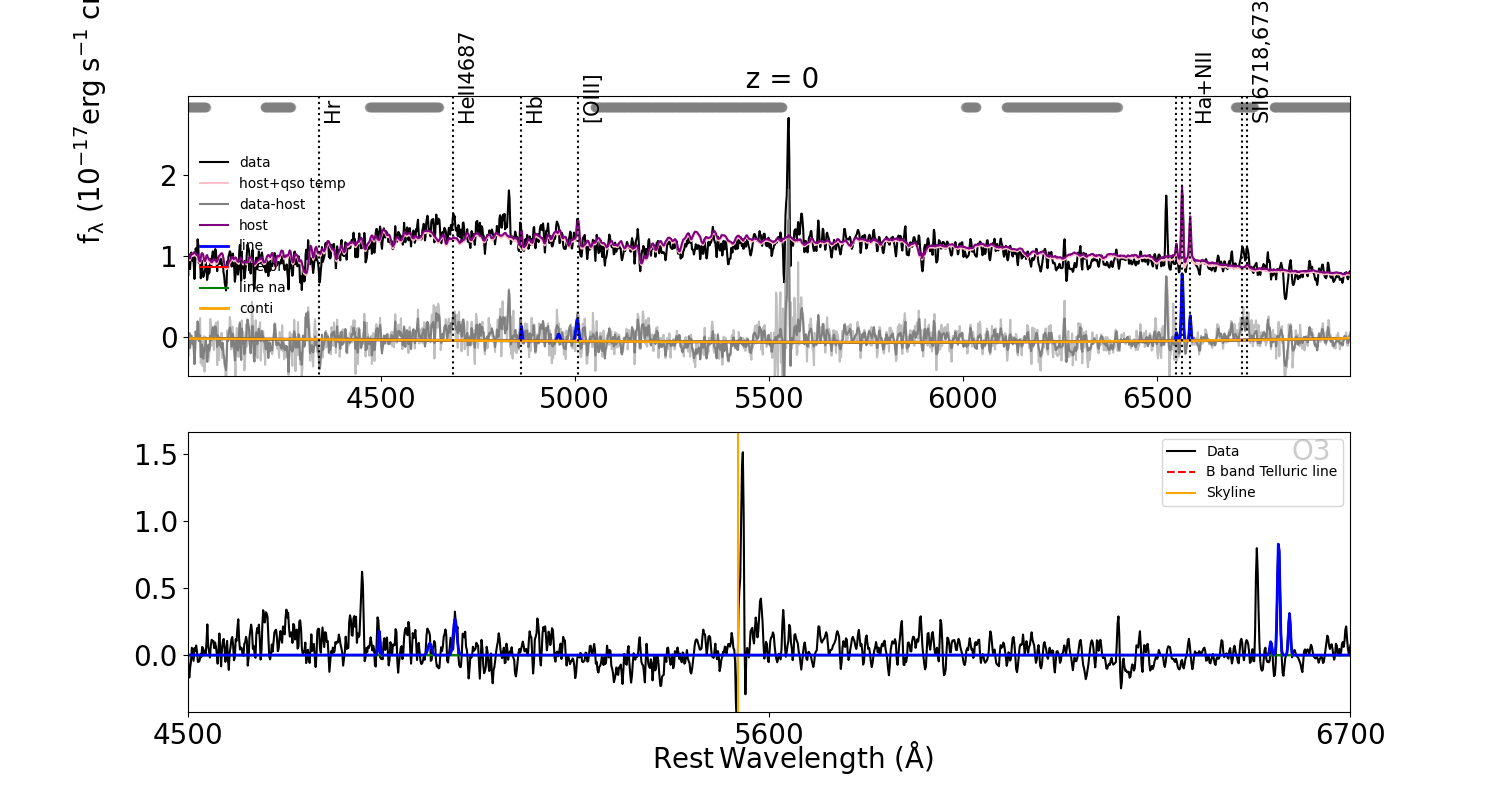 z = 0
f_λ (10^−17 erg s^−1 c
Hr
HeII4687
Hb
[OIII]
Ha+NII
SII6718,673
data
host+qso temp
data-host
host
line
line na
conti
2
1
0
4500 5000 5500 6000 6500
O3
Data
B band Telluric line
Skyline
1.5
1.0
0.5
0.0
4500 5600 6700
Rest Wavelength (Å)